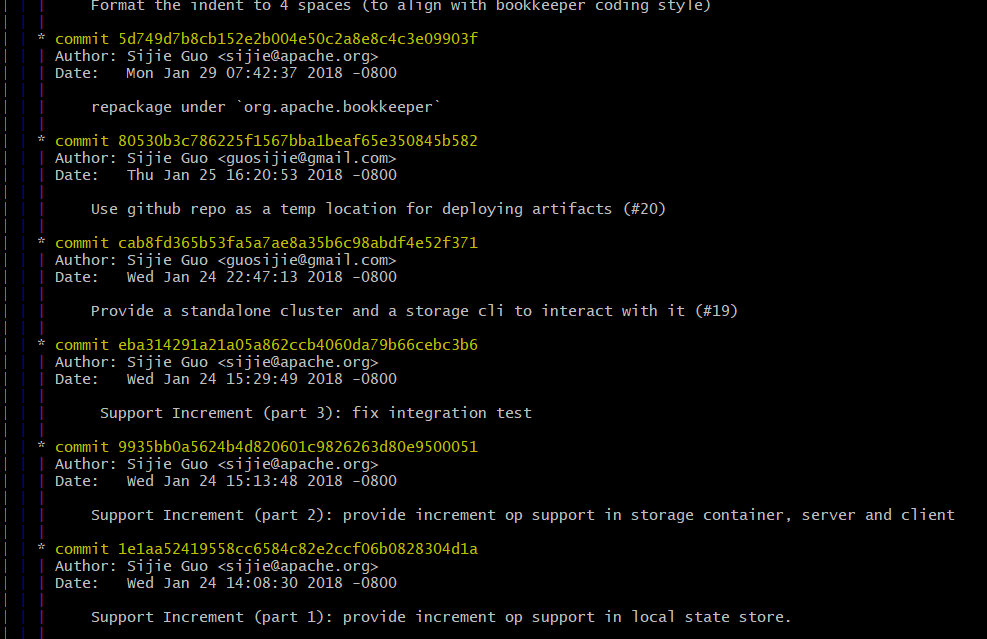 Format the indent to 4 spaces (to align with bookkeeper coding style)
* commit 5d749d7b8cb152e2b004e50c2a8e8c4c3e09903f
Author: Sijie Guo <sijie@apache.org>
Date:   Mon Jan 29 07:42:37 2018 -0800
repackage under `org.apache.bookkeeper`
* commit 80530b3c786225f1567bba1beaf65e350845b582
Author: Sijie Guo <guosijie@gmail.com>
Date:   Thu Jan 25 16:20:53 2018 -0800
Use github repo as a temp location for deploying artifacts (#20)
* commit cab8fd365b53fa5a7ae8a35b6c98abdf4e52f371
Author: Sijie Guo <guosijie@gmail.com>
Date:   Wed Jan 24 22:47:13 2018 -0800
Provide a standalone cluster and a storage cli to interact with it (#19)
* commit eba314291a21a05a862ccb4060da79b66cebc3b6
Author: Sijie Guo <sijie@apache.org>
Date:   Wed Jan 24 15:29:49 2018 -0800
Support Increment (part 3): fix integration test
* commit 9935bb0a5624b4d820601c9826263d80e9500051
Author: Sijie Guo <sijie@apache.org>
Date:   Wed Jan 24 15:13:48 2018 -0800
Support Increment (part 2): provide increment op support in storage container, server and client
* commit 1e1aa52419558cc6584c82e2ccf06b0828304d1a
Author: Sijie Guo <sijie@apache.org>
Date:   Wed Jan 24 14:08:30 2018 -0800
Support Increment (part 1): provide increment op support in local state store.